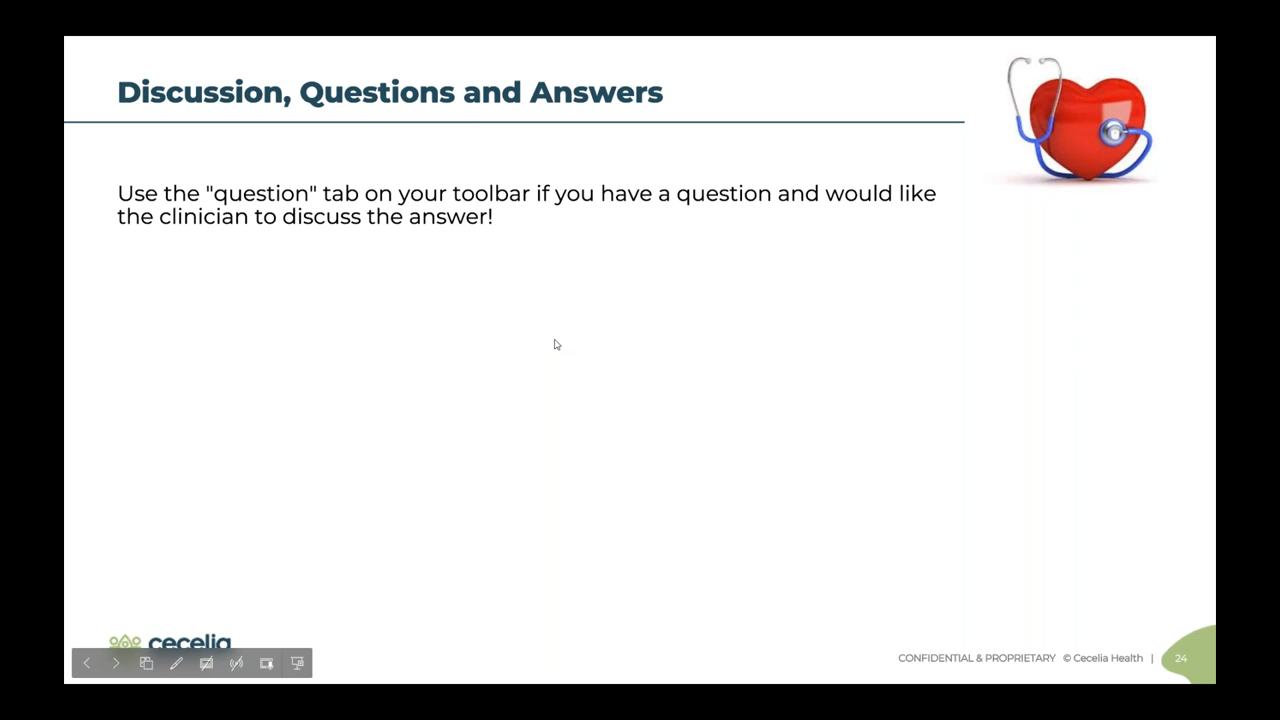 Discussion, Questions and Answers
Use the "question" tab on your toolbar if you have a question and would like
the clinician to discuss the answer!
cecelia
CONFIDENTIAL & PROPRIETARY © Cecelia Health | 24